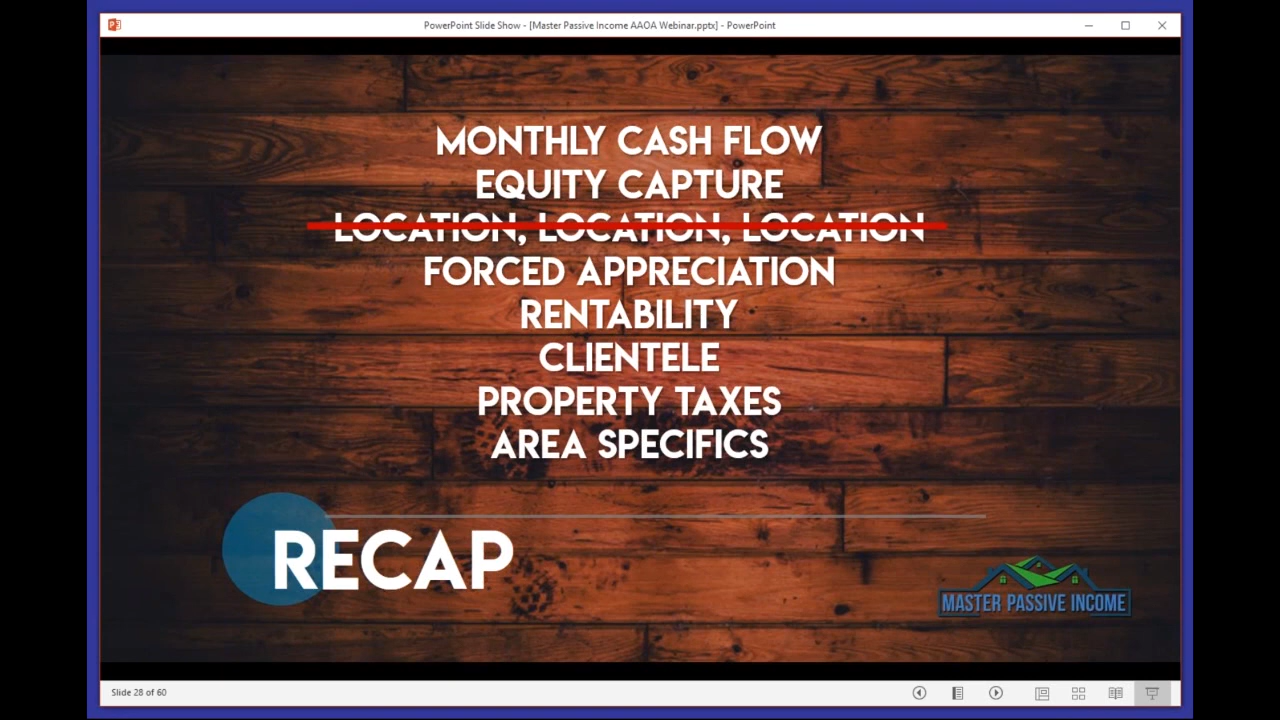 PowerPoint Slide Show - [Master Passive Income AAOA Webinar.pptx] - PowerPoint
MONTHLY CASH FLOW
EQUITY CAPTURE
LOCATION, LOCATION, LOCATION
FORCED APPRECIATION
RENTABILITY
CLIENTELE
PROPERTY TAXES
AREA SPECIFICS
RECAP
MASTER PASSIVE INCOME
Slide 28 of 60